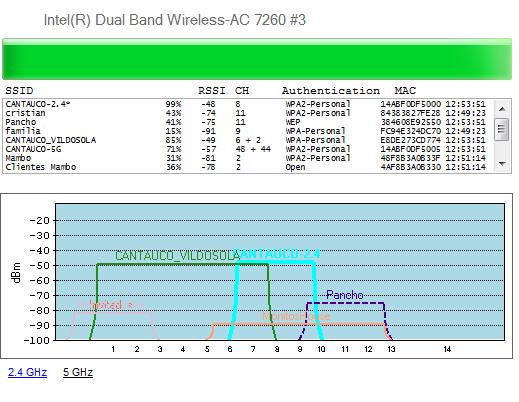 Intel(R) Dual Band Wireless-AC 7260 #3
SSID RSSI CH Authentication MAC
CANTAUCO-2.4* 99% -48 8 WPA2-Personal 14ABF0DF5000 12:53:51
cristian 43% -74 11 WPA2-Personal 84383827FE28 12:49:23
Pancho 41% -75 11 WEP 384608E92550 12:53:51
familia 15% -91 9 WPA-Personal FC94E324DC70 12:49:23
CANTAUCO_VILDOSOLA 85% -49 6 + 2 WPA2-Personal E8DE273CD774 12:53:51
CANTAUCO-5G 71% -57 48 + 44 WPA2-Personal 14ABF0DF5005 12:53:51
Mambo 31% -81 2 WPA2-Personal 48F8B3A0B33F 12:51:14
Clientes Mambo 36% -78 2 Open 4AF8B3A0B330 12:51:14
dBm
-20
-30
-40
-50
-60
-70
-80
-90
-100
CANTAUCO_VILDOSOLA CANTAUCO-2.4
Pancho
1 2 3 4 5 6 7 8 9 10 11 12 13 14
2.4 GHz 5 GHz